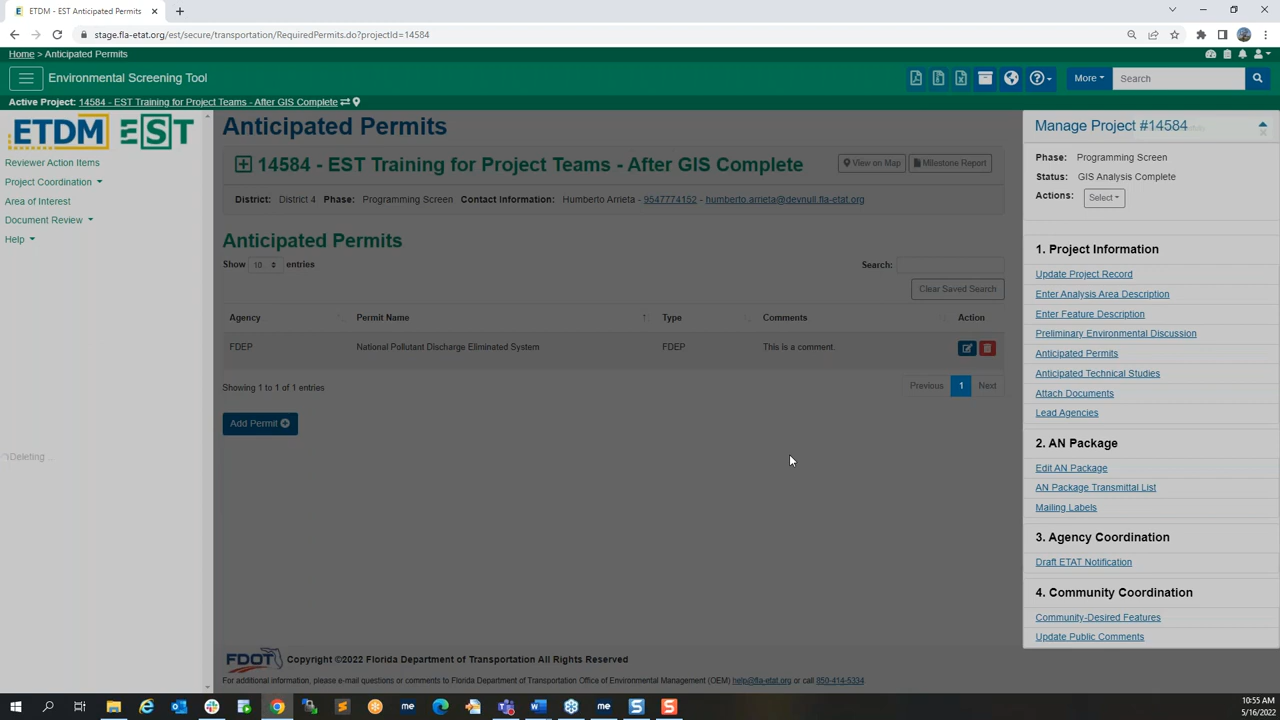 ETDM - EST Anticipated Permits
stage.fla-etat.org/est/secure/transportation/RequiredPermits.do?projectId=14584
Home > Anticipated Permits
Environmental Screening Tool
More
Search
Active Project: 14584 - EST Training for Project Teams - After GIS Complete
ETDM EST
Reviewer Action Items
Project Coordination
Area of Interest
Document Review
Help
Deleting ...
Anticipated Permits
14584 - EST Training for Project Teams - After GIS Complete
View on Map
Milestone Report
District: District 4 Phase: Programming Screen Contact Information: Humberto Arrieta - 9547774152 - humberto.arrieta@devnull.fla-etat.org
Anticipated Permits
Show 10 entries
Search:
Clear Saved Search
Agency Permit Name Type Comments Action
FDEP National Pollutant Discharge Eliminated System FDEP This is a comment.
Showing 1 to 1 of 1 entries
Previous 1 Next
Add Permit
Manage Project #14584
Phase: Programming Screen
Status: GIS Analysis Complete
Actions: Select
1. Project Information
Update Project Record
Enter Analysis Area Description
Enter Feature Description
Preliminary Environmental Discussion
Anticipated Permits
Anticipated Technical Studies
Attach Documents
Lead Agencies
2. AN Package
Edit AN Package
AN Package Transmittal List
Mailing Labels
3. Agency Coordination
Draft ETAT Notification
4. Community Coordination
Community-Desired Features
Update Public Comments
FDOT Copyright ©2022 Florida Department of Transportation All Rights Reserved
For additional information, please e-mail questions or comments to Florida Department of Transportation Office of Environmental Management (OEM) help@fla-etat.org or call 850-414-5334
10:55 AM
5/16/2022